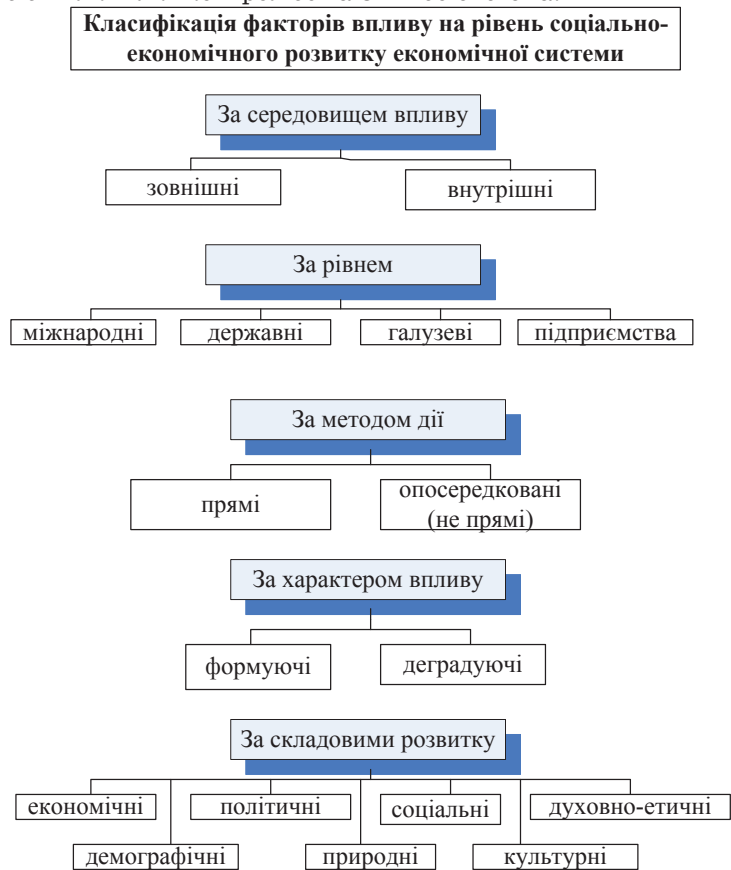 Класифікація факторів впливу на рівень соціально-
економічного розвитку економічної системи
За середовищем впливу
зовнішні
внутрішні
За рівнем
міжнародні
державні
галузеві
підприємства
За методом дії
прямі
опосередковані
(не прямі)
За характером впливу
формуючі
деградуючі
За складовими розвитку
економічні
політичні
соціальні
духовно-етичні
демографічні
природні
культурні